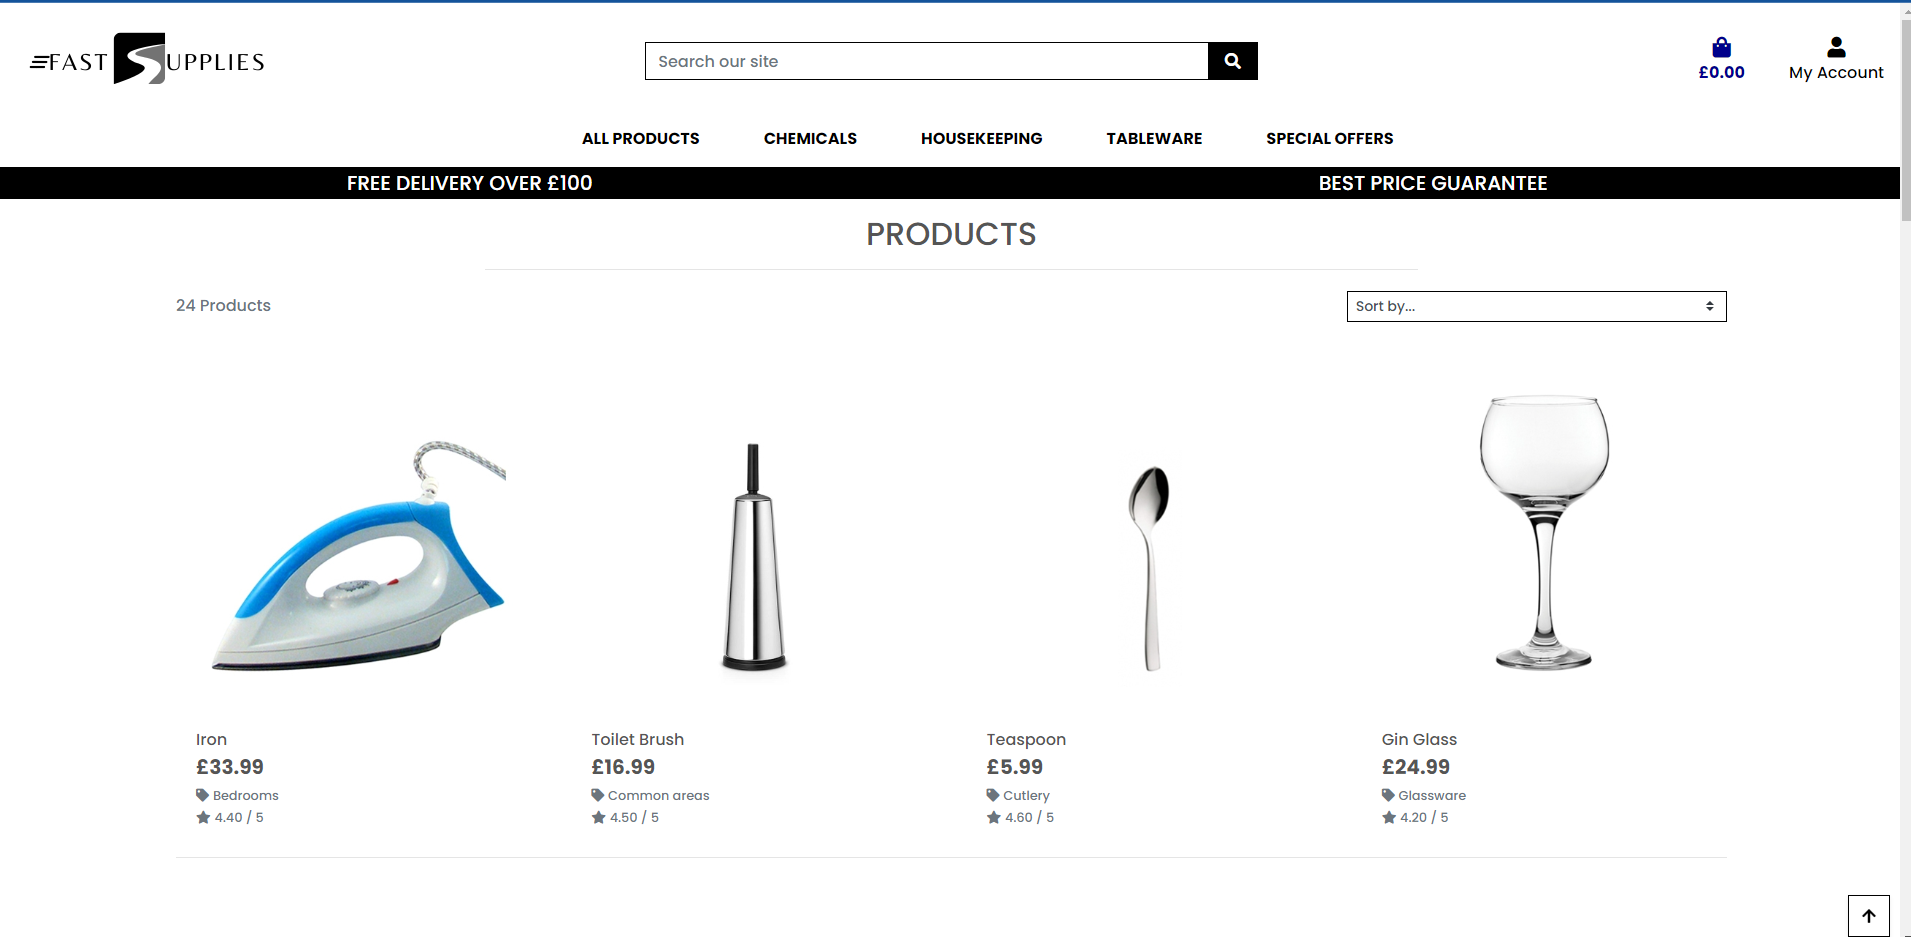 FAST SUPPLIES
Search our site
£0.00
My Account
ALL PRODUCTS CHEMICALS HOUSEKEEPING TABLEWARE SPECIAL OFFERS
FREE DELIVERY OVER £100 BEST PRICE GUARANTEE
PRODUCTS
24 Products
Sort by...
Iron
£33.99
Bedrooms
4.40 / 5
Toilet Brush
£16.99
Common areas
4.50 / 5
Teaspoon
£5.99
Cutlery
4.60 / 5
Gin Glass
£24.99
Glassware
4.20 / 5